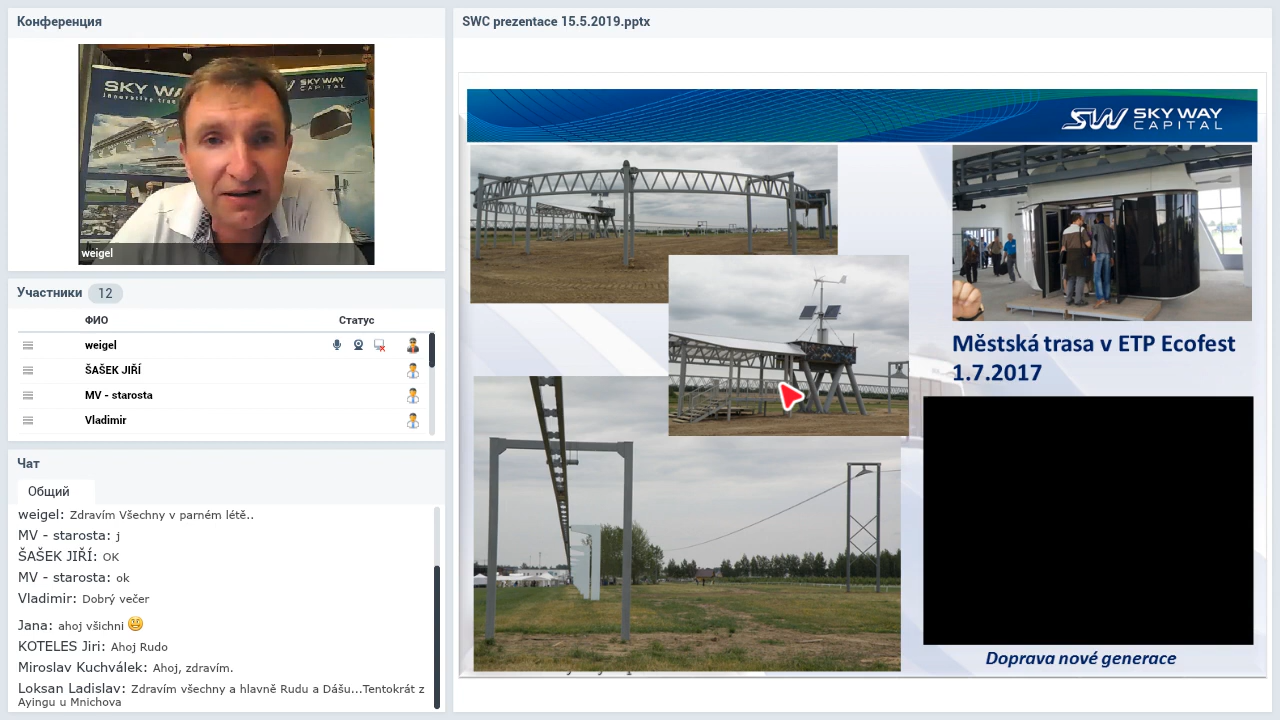 Конференция
SKY WAY
CAPITAL
weigel
Участники 12
ФИО Статус
weigel
ŠAŠEK JIŘÍ
MV - starosta
Vladimir
Чат
Общий
weigel: Zdravím Všechny v parném létě..
MV - starosta: j
ŠAŠEK JIŘÍ: OK
MV - starosta: ok
Vladimir: Dobrý večer
Jana: ahoj všichni
KOTELES Jiri: Ahoj Rudo
Miroslav Kuchválek: Ahoj, zdravím.
Loksan Ladislav: Zdravím všechny a hlavně Rudu a Dášu...Tentokrát z
Ayingu u Mnichova
SWC prezentace 15.5.2019.pptx
SW SKY WAY
CAPITAL
Městská trasa v ETP Ecofest
1.7.2017
Doprava nové generace